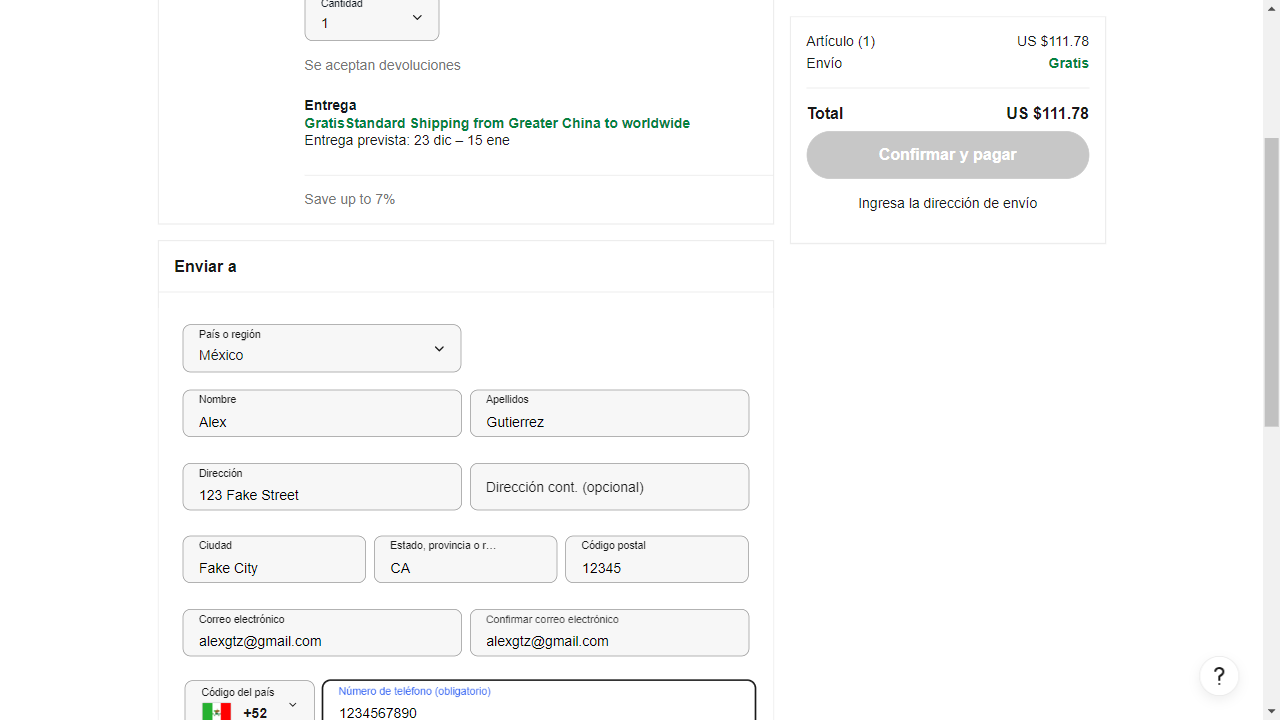 Cantidad
1
Se aceptan devoluciones
Entrega
GratisStandard Shipping from Greater China to worldwide
Entrega prevista: 23 dic – 15 ene
Save up to 7%
Artículo (1) US $111.78
Envío Gratis
Total US $111.78
Confirmar y pagar
Ingresa la dirección de envío
Enviar a
País o región
México
Nombre
Alex
Apellidos
Gutierrez
Dirección
123 Fake Street
Dirección cont. (opcional)
Ciudad
Fake City
Estado, provincia o r...
CA
Código postal
12345
Correo electrónico
alexgtz@gmail.com
Confirmar correo electrónico
alexgtz@gmail.com
Código del país
+52
Número de teléfono (obligatorio)
1234567890
?